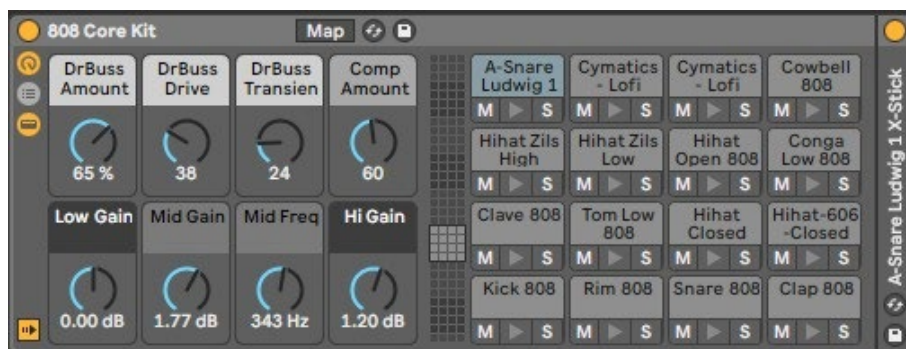 808 Core Kit
Map
DrBuss Amount
DrBuss Drive
DrBuss Transien
Comp Amount
65 %
38
24
60
Low Gain
Mid Gain
Mid Freq
Hi Gain
0.00 dB
1.77 dB
343 Hz
1.20 dB
A-Snare Ludwig 1
Cymatics - Lofi
Cymatics - Lofi
Cowbell 808
M S M S M S M S
Hihat Zils High
Hihat Zils Low
Hihat Open 808
Conga Low 808
M S M S M S M S
Clave 808
Tom Low 808
Hihat Closed
Hihat-606 -Closed
M S M S M S M S
Kick 808
Rim 808
Snare 808
Clap 808
M S M S M S M S
A-Snare Ludwig 1 X-Stick